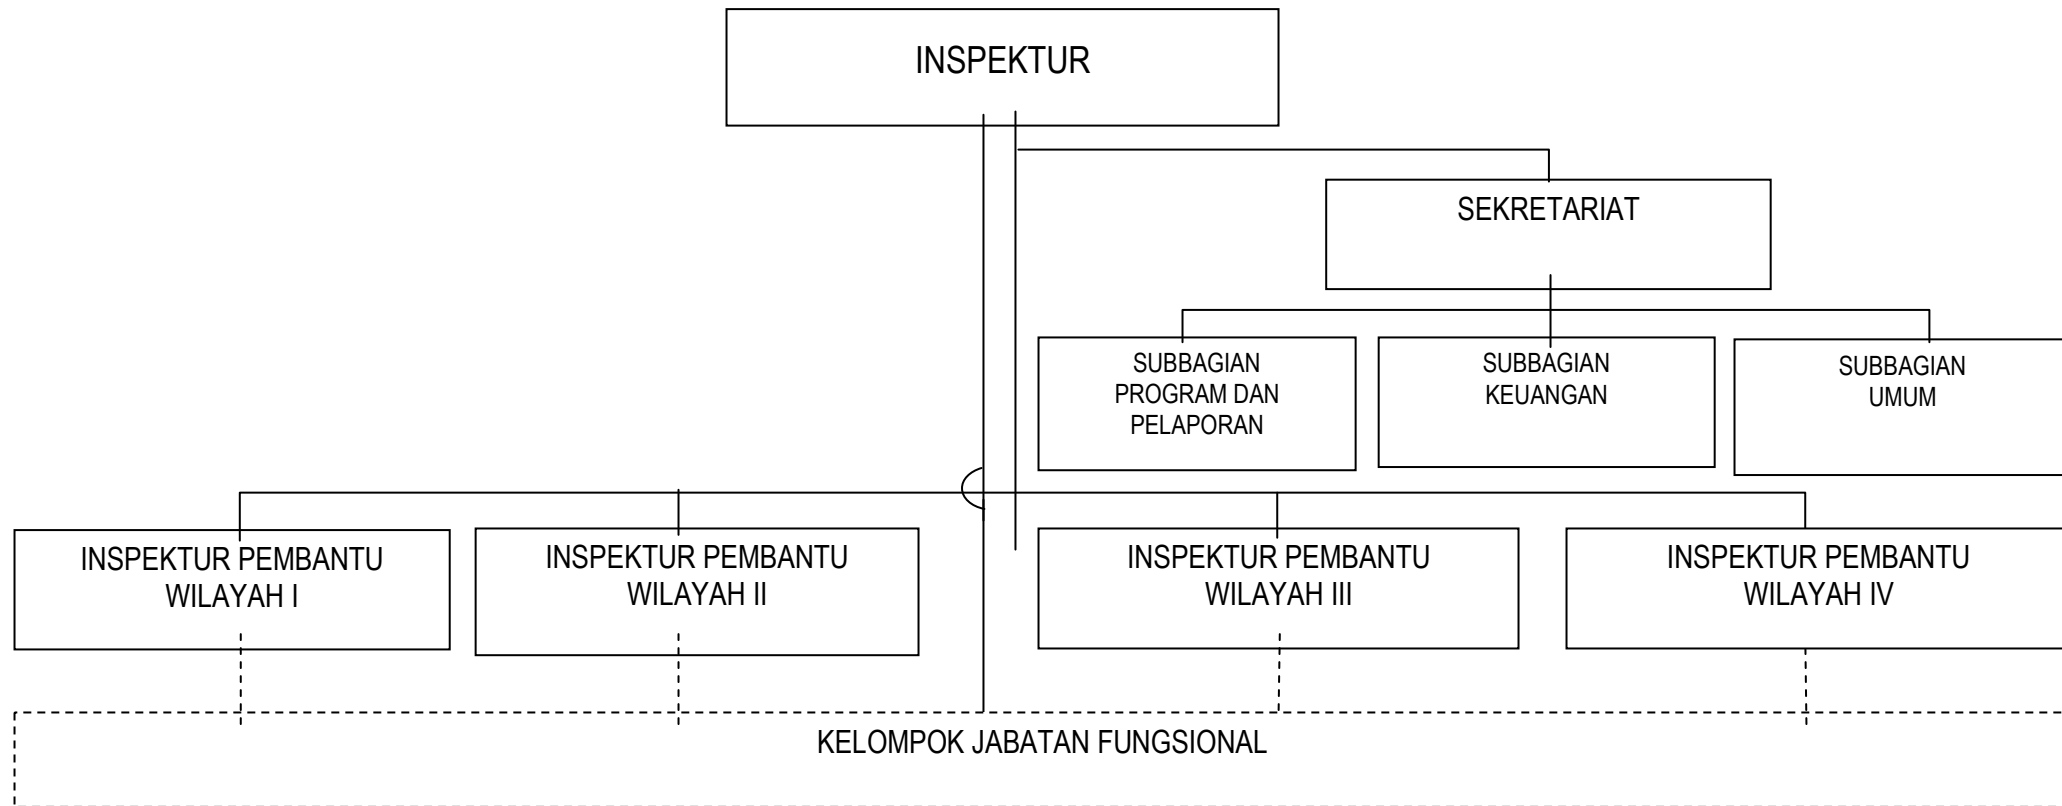 INSPEKTUR
SEKRETARIAT
SUBBAGIAN
PROGRAM DAN
PELAPORAN
SUBBAGIAN
KEUANGAN
SUBBAGIAN
UMUM
INSPEKTUR PEMBANTU
WILAYAH I
INSPEKTUR PEMBANTU
WILAYAH II
INSPEKTUR PEMBANTU
WILAYAH III
INSPEKTUR PEMBANTU
WILAYAH IV
KELOMPOK JABATAN FUNGSIONAL